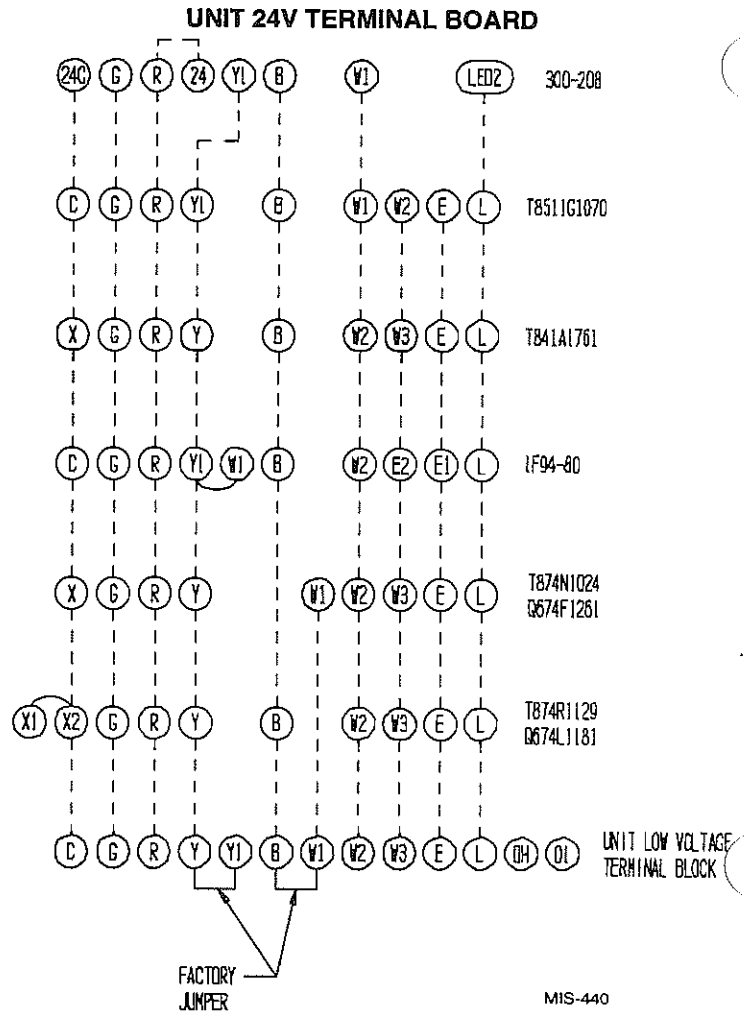 UNIT 24V TERMINAL BOARD
24C G R 24 Y1 B W1 LED2 300-208
C G R Y1 B W1 W2 E L T8511G1070
X G R Y B W2 W3 E L T841A1761
C G R Y1 W1 B W2 E2 E1 L 1F94-80
X G R Y W1 W2 W3 E L T874N1024
Q674F1261
X1 X2 G R Y B W2 W3 E L T874R1129
Q674L1181
C G R Y Y1 B W1 W2 W3 E L OH O1 UNIT LOW VOLTAGE
TERMINAL BLOCK
FACTORY
JUMPER
MIS-440